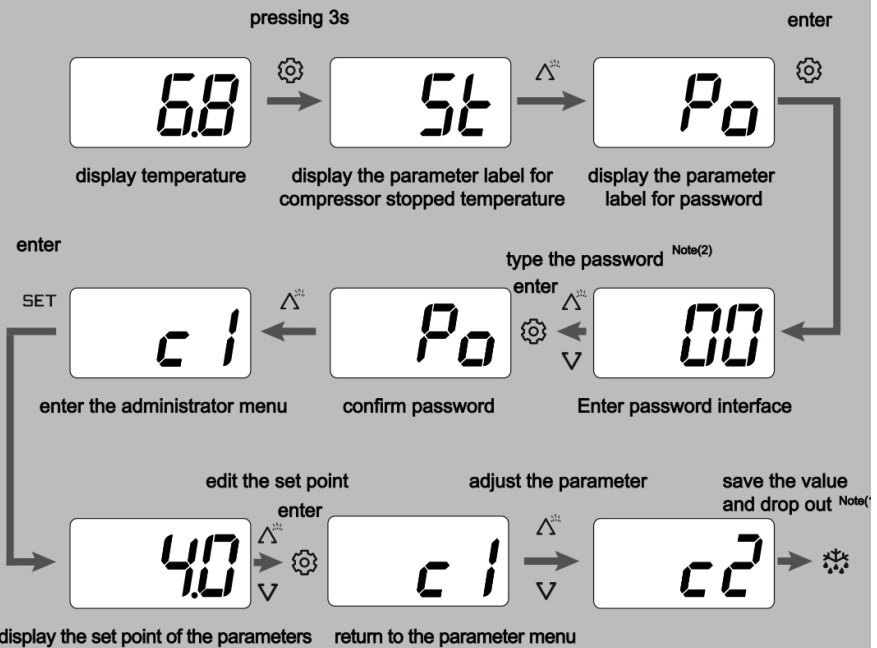 pressing 3s
enter
6.8
St
Po
display temperature
display the parameter label for
compressor stopped temperature
display the parameter
label for password
enter
type the password Note(2)
enter
SET
c1
Po
00
enter the administrator menu
confirm password
Enter password interface
edit the set point
enter
adjust the parameter
save the value
and drop out Note(1
4.0
c1
c2
display the set point of the parameters
return to the parameter menu